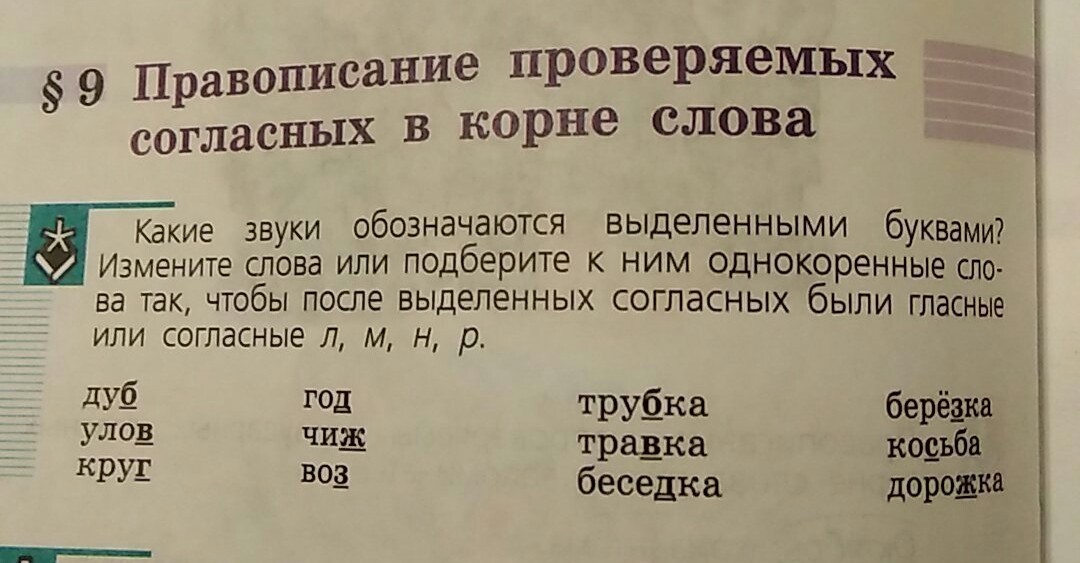 § 9 Правописание проверяемых
согласных в корне слова
Какие звуки обозначаются выделенными буквами?
Измените слова или подберите к ним однокоренные сло-
ва так, чтобы после выделенных согласных были гласные
или согласные л, м, н, р.
дуб год трубка берёзка
улов чиж травка косьба
круг воз беседка дорожка